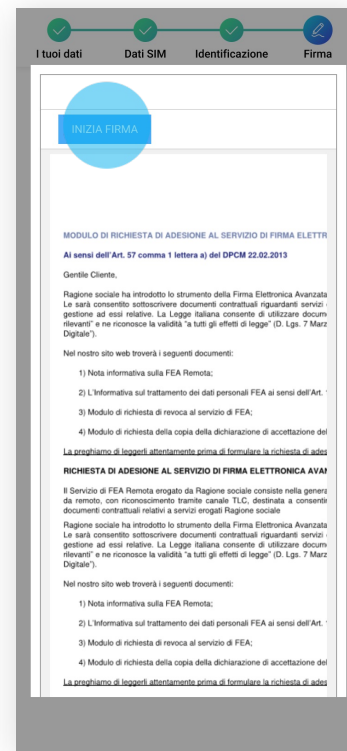 I tuoi dati Dati SIM Identificazione Firma
INIZIA FIRMA
MODULO DI RICHIESTA DI ADESIONE AL SERVIZIO DI FIRMA ELETTR
Ai sensi dell'Art. 57 comma 1 lettera a) del DPCM 22.02.2013
Gentile Cliente,
Ragione sociale ha introdotto lo strumento della Firma Elettronica Avanzata
Le sarà consentito sottoscrivere documenti contrattuali riguardanti servizi
gestione ad essi relative. La Legge italiana consente di utilizzare docum
rilevanti" e ne riconosce la validità "a tutti gli effetti di legge" (D. Lgs. 7 Marz
Digitale").
Nel nostro sito web troverà i seguenti documenti:
1) Nota informativa sulla FEA Remota;
2) L'Informativa sul trattamento dei dati personali FEA ai sensi dell'Art.
3) Modulo di richiesta di revoca al servizio di FEA;
4) Modulo di richiesta della copia della dichiarazione di accettazione del
La preghiamo di leggerli attentamente prima di formulare la richiesta di ades
RICHIESTA DI ADESIONE AL SERVIZIO DI FIRMA ELETTRONICA AVAN
Il Servizio di FEA Remota erogato da Ragione sociale consiste nella genera
da remoto, con riconoscimento tramite canale TLC, destinata a consenti
documenti contrattuali relativi a servizi erogati Ragione sociale
Ragione sociale ha introdotto lo strumento della Firma Elettronica Avanzata
Le sarà consentito sottoscrivere documenti contrattuali riguardanti servizi
gestione ad essi relative. La Legge italiana consente di utilizzare docum
rilevanti" e ne riconosce la validità "a tutti gli effetti di legge" (D. Lgs. 7 Marz
Digitale").
Nel nostro sito web troverà i seguenti documenti:
1) Nota informativa sulla FEA Remota;
2) L'Informativa sul trattamento dei dati personali FEA ai sensi dell'Art.
3) Modulo di richiesta di revoca al servizio di FEA;
4) Modulo di richiesta della copia della dichiarazione di accettazione del
La preghiamo di leggerli attentamente prima di formulare la richiesta di ades